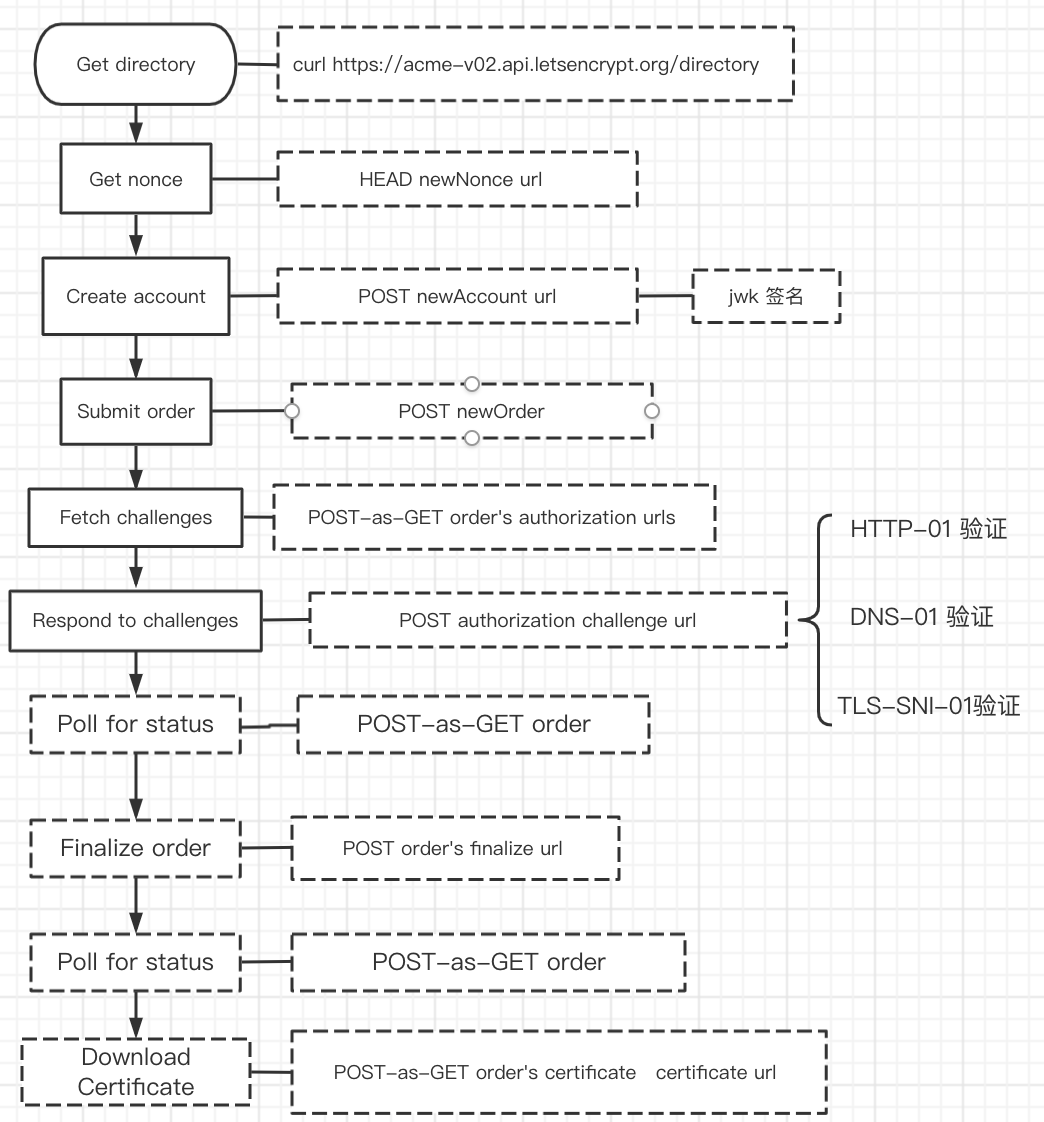 Get directory
curl https://acme-v02.api.letsencrypt.org/directory
Get nonce
HEAD newNonce url
Create account
POST newAccount url
jwk 签名
Submit order
POST newOrder
Fetch challenges
POST-as-GET order's authorization urls
HTTP-01 验证
Respond to challenges
POST authorization challenge url
DNS-01 验证
TLS-SNI-01验证
Poll for status
POST-as-GET order
Finalize order
POST order's finalize url
Poll for status
POST-as-GET order
Download
Certificate
POST-as-GET order's certificate certificate url